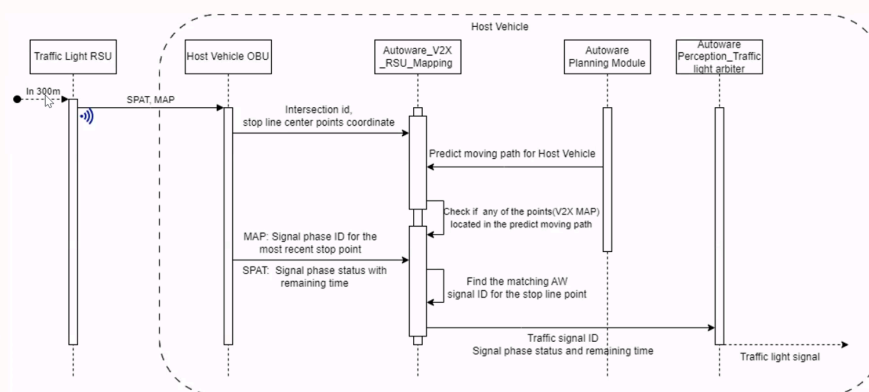 Host Vehicle
Traffic Light RSU
Host Vehicle OBU
Autoware_V2X
_RSU_Mapping
Autoware
Planning Module
Autoware
Perception_Traffic
light arbiter
In 300m
SPAT, MAP
Intersection id,
stop line center points coordinate
Predict moving path for Host Vehicle
Check if any of the points(V2X MAP)
located in the predict moving path
MAP: Signal phase ID for the
most recent stop point
SPAT: Signal phase status with
remaining time
Find the matching AW
signal ID for the stop line point
Traffic signal ID
Signal phase status and remaining time
Traffic light signal